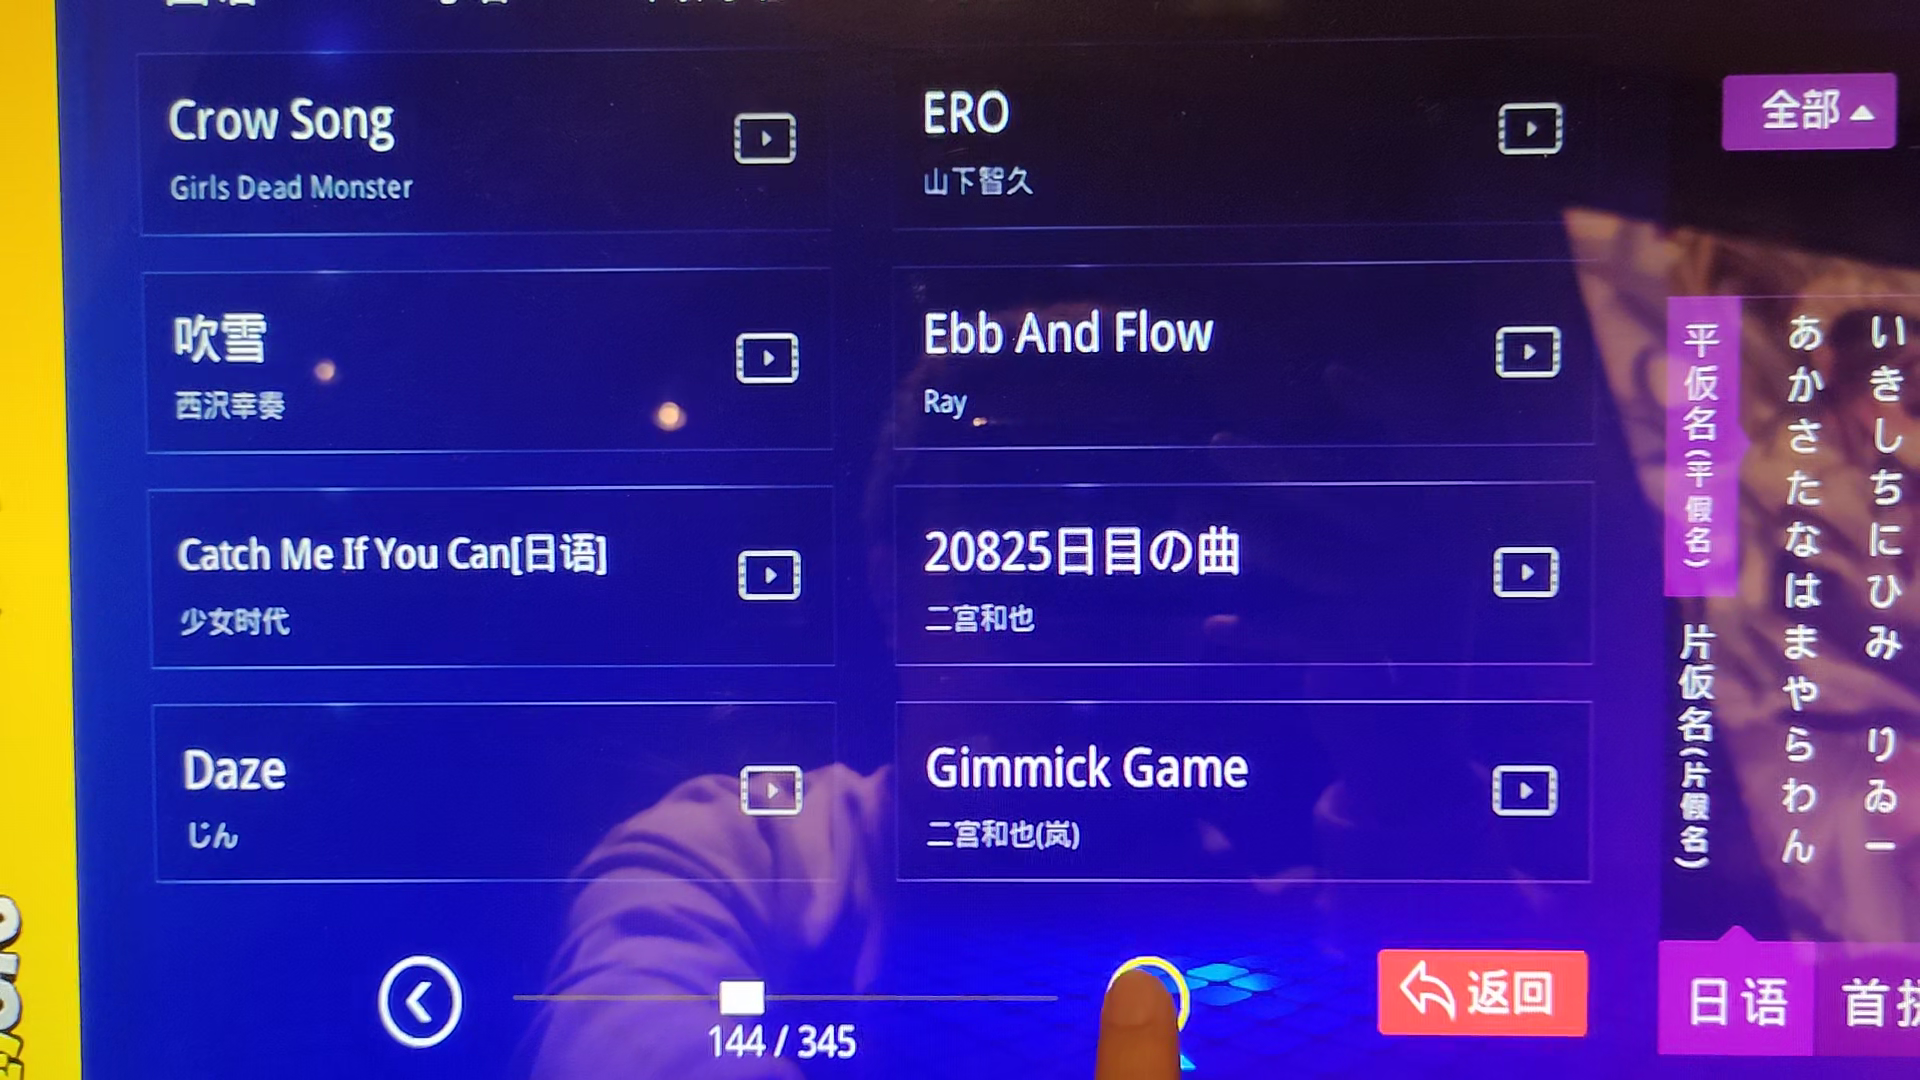 Crow Song
Girls Dead Monster
ERO
山下智久
吹雪
西沢幸奏
Ebb And Flow
Ray
Catch Me If You Can[日语]
少女时代
20825日目の曲
二宫和也
Daze
じん
Gimmick Game
二宫和也(岚)
144 / 345
返回
全部
平仮名(平假名)
片仮名(片假名)
あかさたなはまやらわん
いきしちにひみ りゐー
日语
首